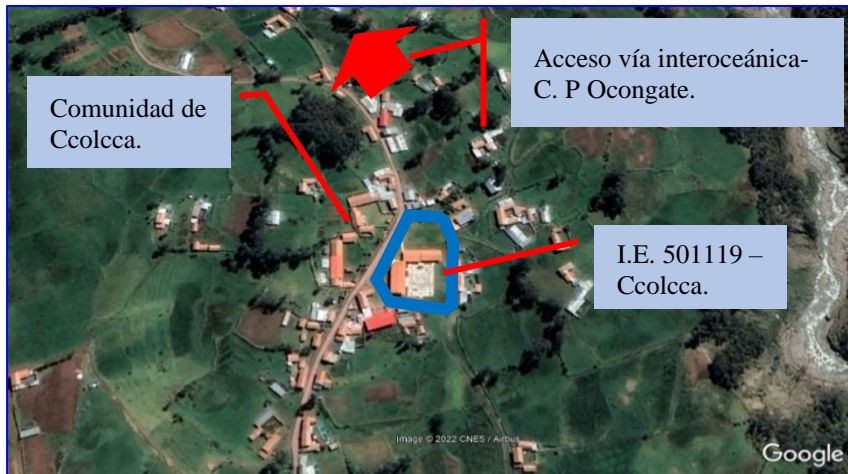 Acceso vía interoceánica-
C. P Ocongate.
Comunidad de
Ccolcca.
I.E. 501119 –
Ccolcca.
Image © 2022 CNES / Airbus
Google